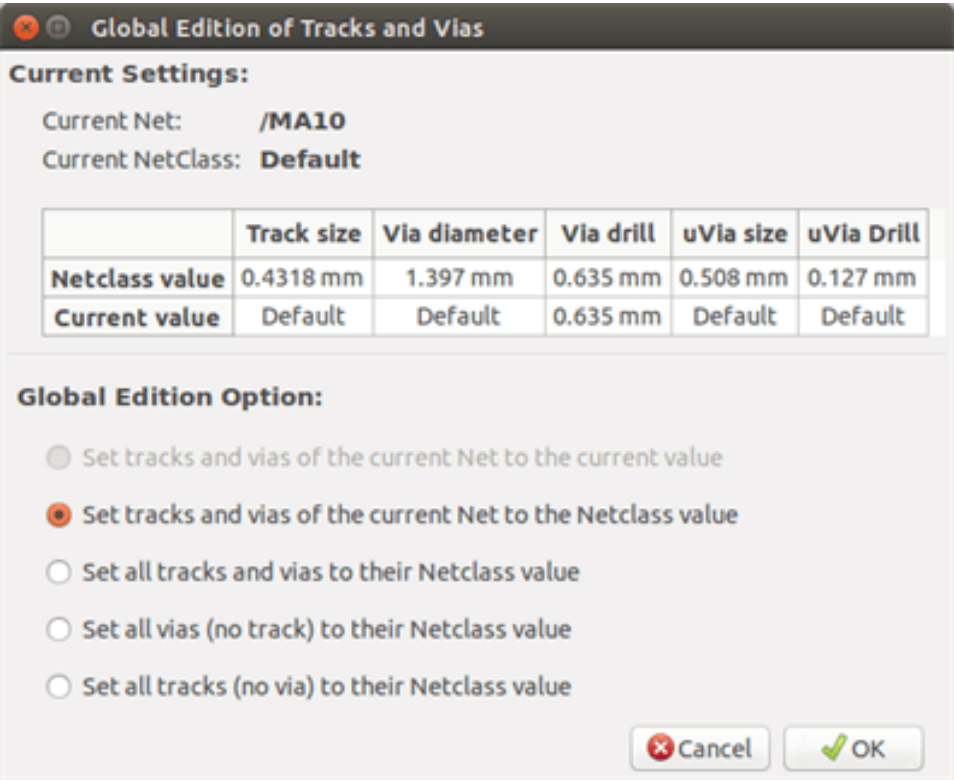 Global Edition of Tracks and Vias
Current Settings:
Current Net: /MA10
Current NetClass: Default
Track size Via diameter Via drill uVia size uVia Drill
Netclass value 0.4318 mm 1.397 mm 0.635 mm 0.508 mm 0.127 mm
Current value Default Default 0.635 mm Default Default
Global Edition Option:
Set tracks and vias of the current Net to the current value
Set tracks and vias of the current Net to the Netclass value
Set all tracks and vias to their Netclass value
Set all vias (no track) to their Netclass value
Set all tracks (no via) to their Netclass value
Cancel OK